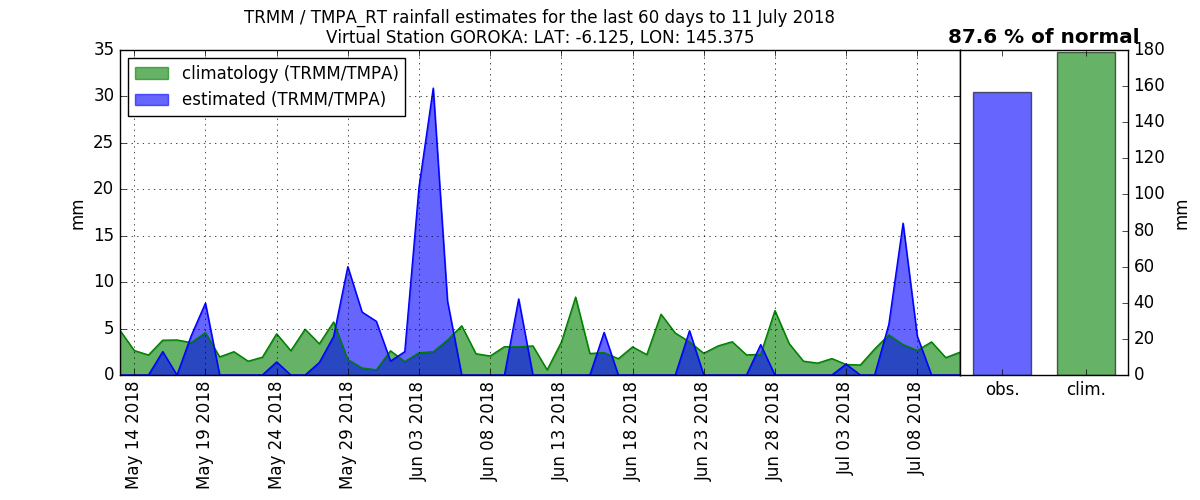 TRMM / TMPA_RT rainfall estimates for the last 60 days to 11 July 2018
Virtual Station GOROKA: LAT: -6.125, LON: 145.375
87.6 % of normal
climatology (TRMM/TMPA)
estimated (TRMM/TMPA)
mm
35
30
25
20
15
10
5
0
May 14 2018
May 19 2018
May 24 2018
May 29 2018
Jun 03 2018
Jun 08 2018
Jun 13 2018
Jun 18 2018
Jun 23 2018
Jun 28 2018
Jul 03 2018
Jul 08 2018
obs.
clim.
180
160
140
120
100
80
60
40
20
0
mm